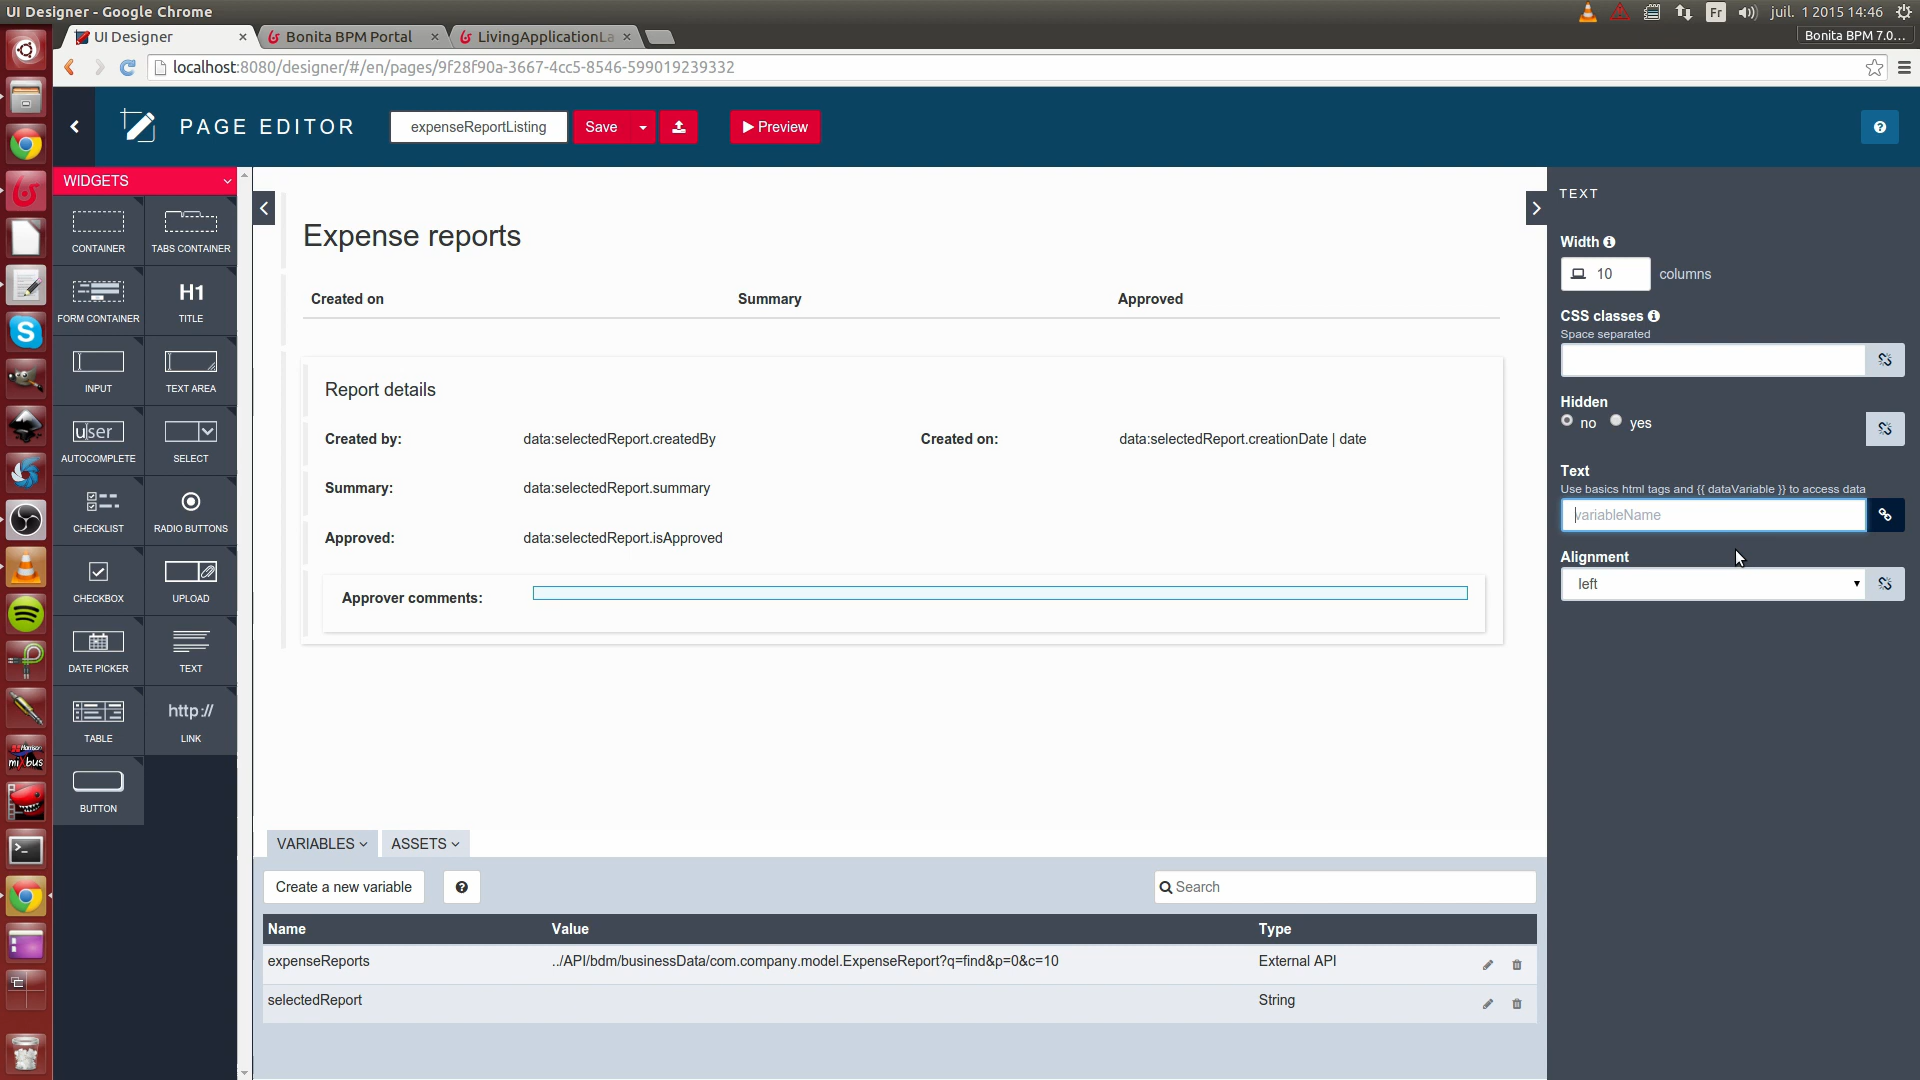 UI Designer - Google Chrome
Fr
juil. 1 2015 14:46
UI Designer
Bonita BPM Portal
LivingApplicationLa
Bonita BPM 7.0...
localhost:8080/designer/#/en/pages/9f28f90a-3667-4cc5-8546-599019239332
PAGE EDITOR
expenseReportListing
Save
Preview
WIDGETS
CONTAINER
TABS CONTAINER
FORM CONTAINER
H1
TITLE
INPUT
TEXT AREA
user
AUTOCOMPLETE
SELECT
CHECKLIST
RADIO BUTTONS
CHECKBOX
UPLOAD
DATE PICKER
TEXT
TABLE
http://
LINK
BUTTON
Expense reports
Created on
Summary
Approved
Report details
Created by:
data:selectedReport.createdBy
Created on:
data:selectedReport.creationDate | date
Summary:
data:selectedReport.summary
Approved:
data:selectedReport.isApproved
Approver comments:
VARIABLES
ASSETS
Create a new variable
Search
Name
Value
Type
expenseReports
../API/bdm/businessData/com.company.model.ExpenseReport?q=find&p=0&c=10
External API
selectedReport
String
TEXT
Width
10
columns
CSS classes
Space separated
Hidden
no
yes
Text
Use basics html tags and {{ dataVariable }} to access data
variableName
Alignment
left
mixbus